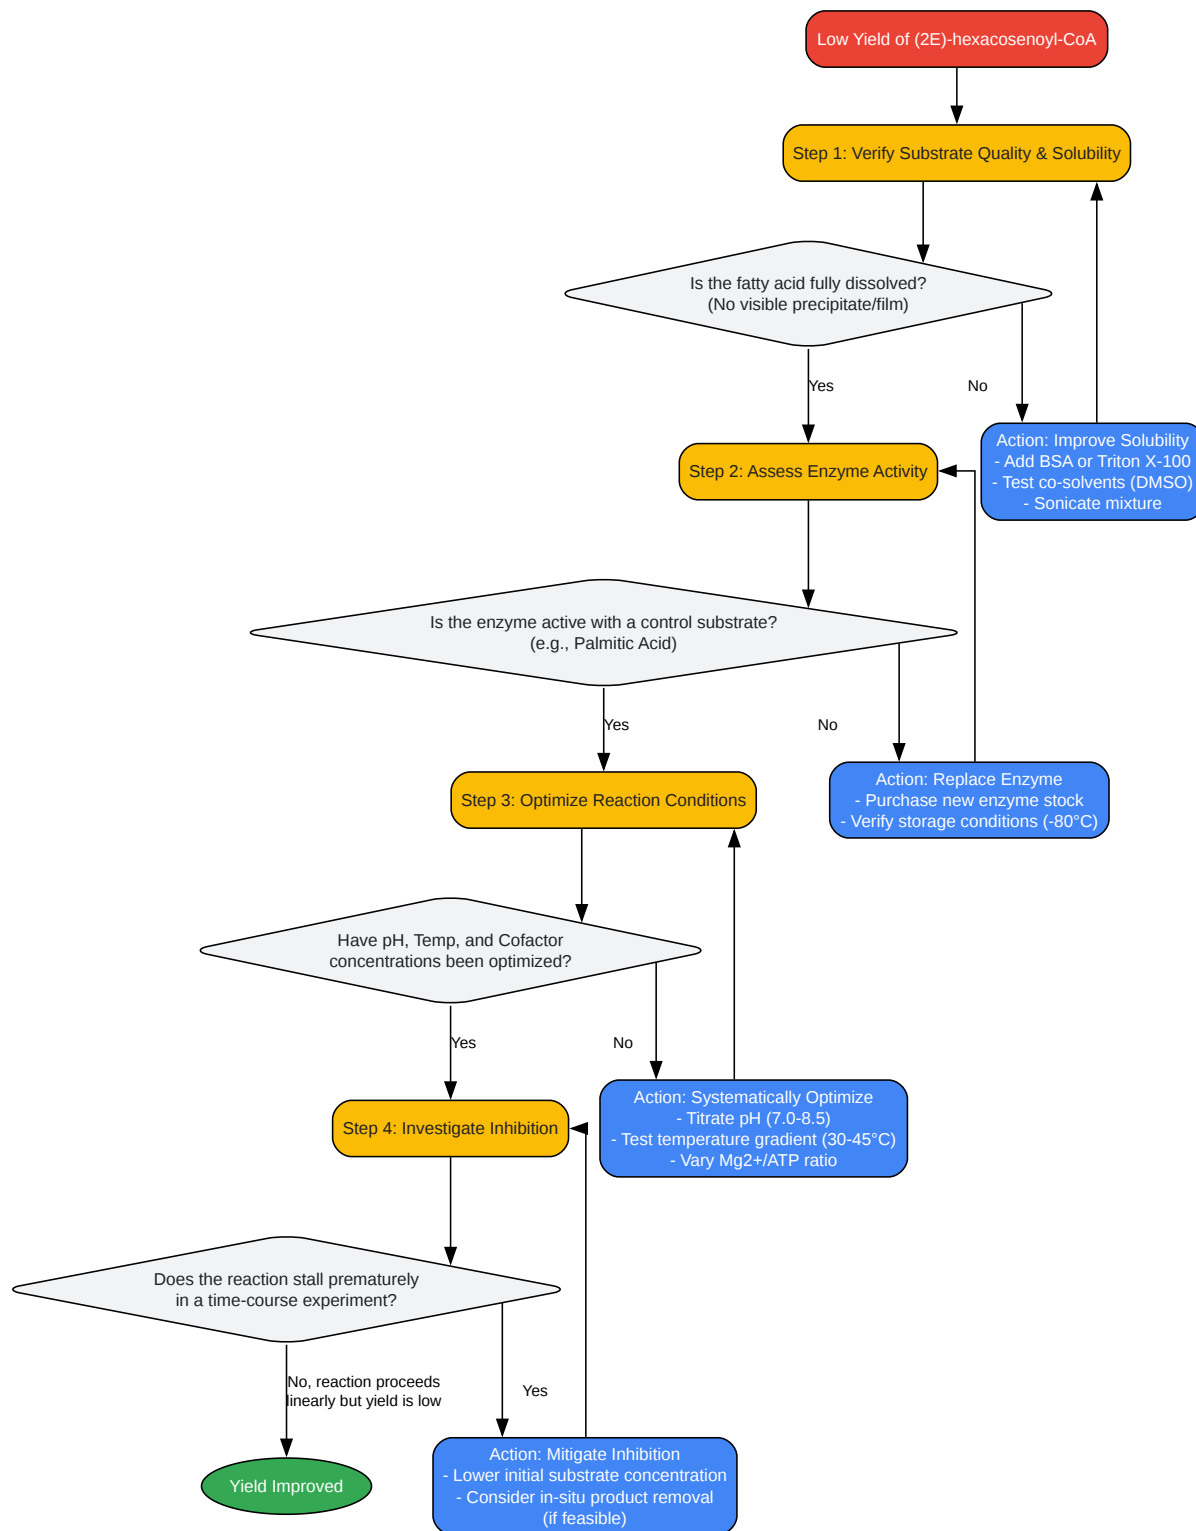 Low Yield of (2E)-hexacosenoyl-CoA
Step 1: Verify Substrate Quality & Solubility
Is the fatty acid fully dissolved?
(No visible precipitate/film)
Yes
No
Action: Improve Solubility
- Add BSA or Triton X-100
- Test co-solvents (DMSO)
- Sonicate mixture
Step 2: Assess Enzyme Activity
Is the enzyme active with a control substrate?
(e.g., Palmitic Acid)
Yes
No
Action: Replace Enzyme
- Purchase new enzyme stock
- Verify storage conditions (-80°C)
Step 3: Optimize Reaction Conditions
Have pH, Temp, and Cofactor
concentrations been optimized?
Yes
No
Action: Systematically Optimize
- Titrate pH (7.0-8.5)
- Test temperature gradient (30-45°C)
- Vary Mg2+/ATP ratio
Step 4: Investigate Inhibition
Does the reaction stall prematurely
in a time-course experiment?
No, reaction proceeds
linearly but yield is low
Yes
Action: Mitigate Inhibition
- Lower initial substrate concentration
- Consider in-situ product removal
(if feasible)
Yield Improved